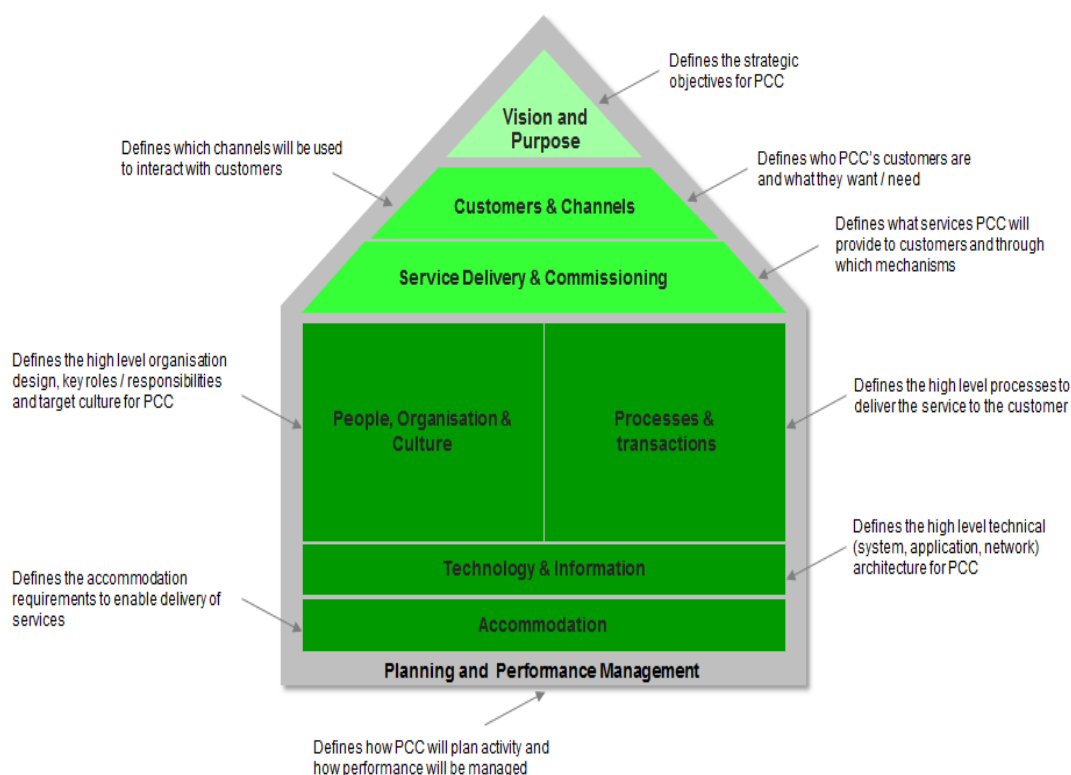 Defines the strategic
objectives for PCC
Vision and
Purpose
Defines which channels will be used
to interact with customers
Defines who PCC's customers are
and what they want / need
Customers & Channels
Defines what services PCC will
provide to customers and through
which mechanisms
Service Delivery & Commissioning
Defines the high level organisation
design, key roles / responsibilities
and target culture for PCC
People, Organisation &
Culture
Processes &
transactions
Defines the high level processes to
deliver the service to the customer
Defines the high level technical
(system, application, network)
architecture for PCC
Technology & Information
Defines the accommodation
requirements to enable delivery of
services
Accommodation
Planning and Performance Management
Defines how PCC will plan activity and
how performance will be managed